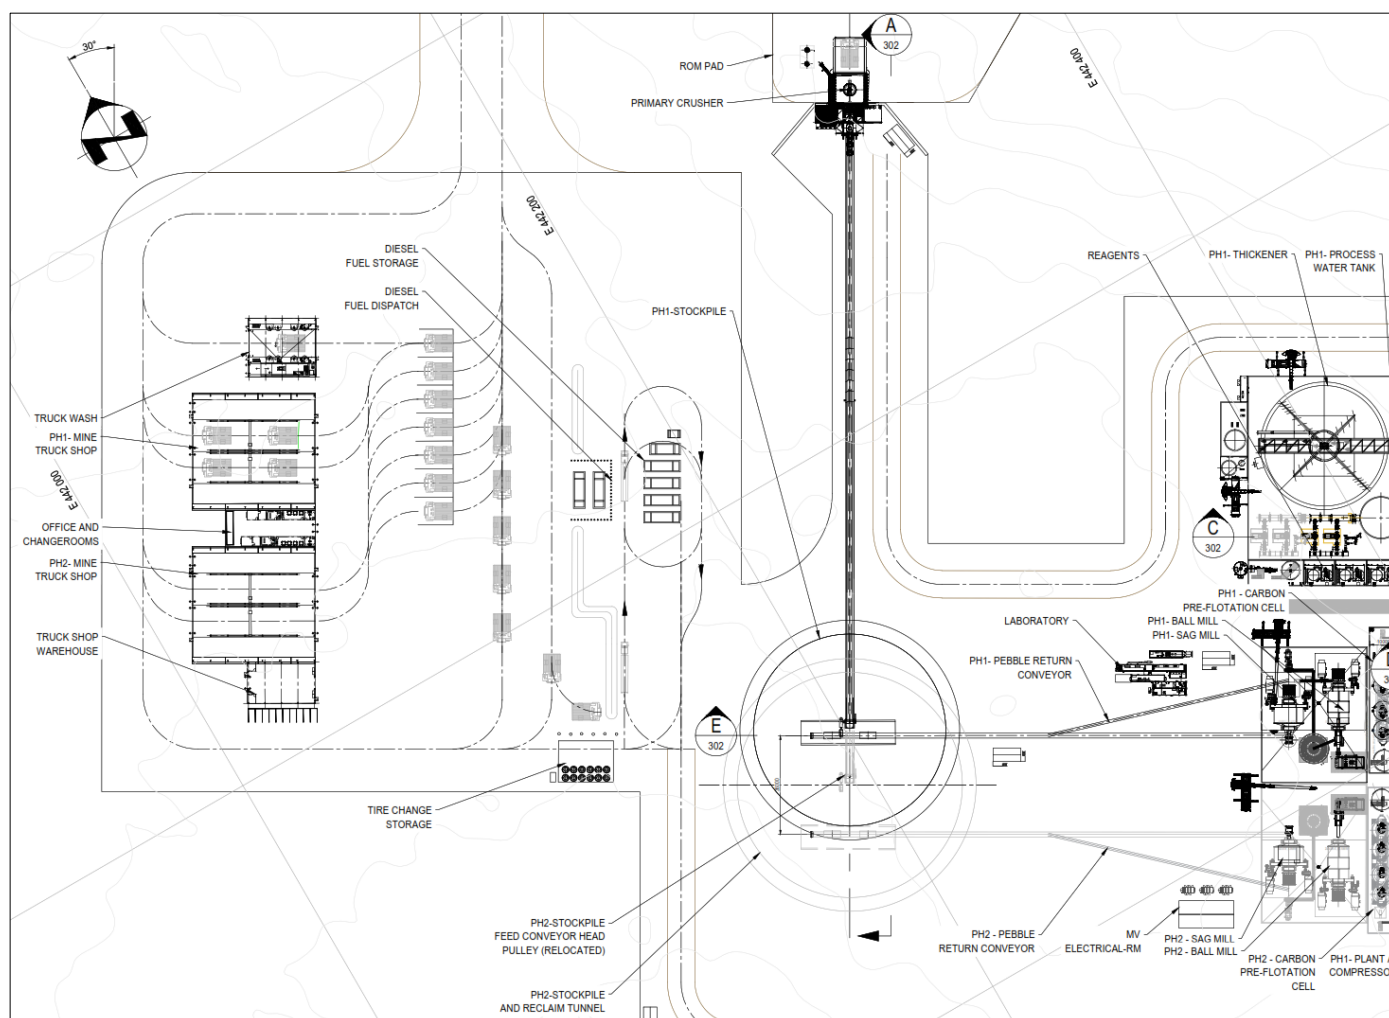 30°
A
302
ROM PAD
PRIMARY CRUSHER
E 442 400
E 442 200
DIESEL
FUEL STORAGE
DIESEL
FUEL DISPATCH
PH1-STOCKPILE
REAGENTS
PH1- THICKENER
PH1- PROCESS
WATER TANK
TRUCK WASH
PH1- MINE
TRUCK SHOP
E 442 000
OFFICE AND
CHANGEROOMS
PH2- MINE
TRUCK SHOP
TRUCK SHOP
WAREHOUSE
C
302
PH1 - CARBON
PRE-FLOTATION CELL
PH1- BALL MILL
PH1- SAG MILL
LABORATORY
PH1- PEBBLE RETURN
CONVEYOR
E
302
TIRE CHANGE
STORAGE
PH2-STOCKPILE
FEED CONVEYOR HEAD
PULLEY (RELOCATED)
PH2 - PEBBLE
RETURN CONVEYOR
MV
ELECTRICAL-RM
PH2 - SAG MILL
PH2 - BALL MILL
PH2 - CARBON
PRE-FLOTATION
CELL
PH1- PLANT
COMPRESSO
PH2-STOCKPILE
AND RECLAIM TUNNEL